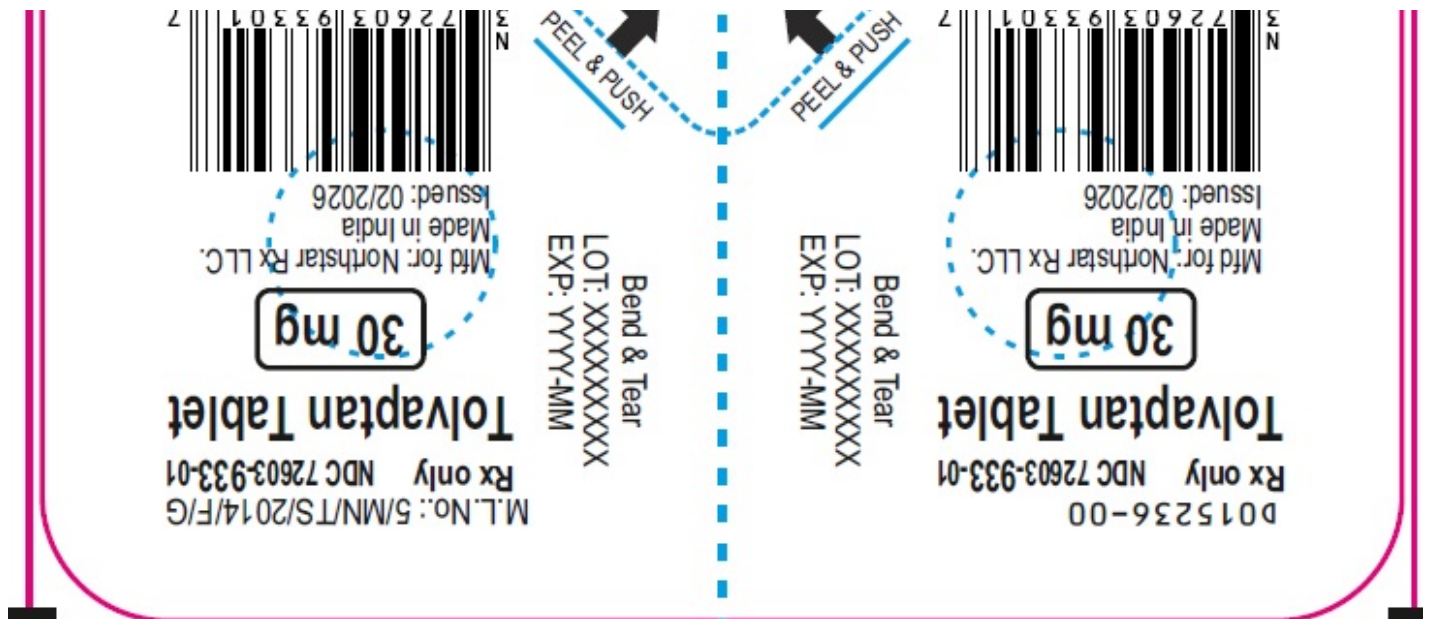 D015236-00
Rx only NDC 72603-933-01
Tolvaptan Tablet
30 mg
Mfd for: Northstar Rx LLC.
Made in India
Issued: 02/2026
N
3 72603 93301 7
Bend & Tear
LOT: XXXXXXXXX
EXP: YYYY-MM
PEEL & PUSH
M.L.No.: 5/MN/TS/2014/F/G
Rx only NDC 72603-933-01
Tolvaptan Tablet
30 mg
Mfd for: Northstar Rx LLC.
Made in India
Issued: 02/2026
N
3 72603 93301 7
Bend & Tear
LOT: XXXXXXXXX
EXP: YYYY-MM
PEEL & PUSH